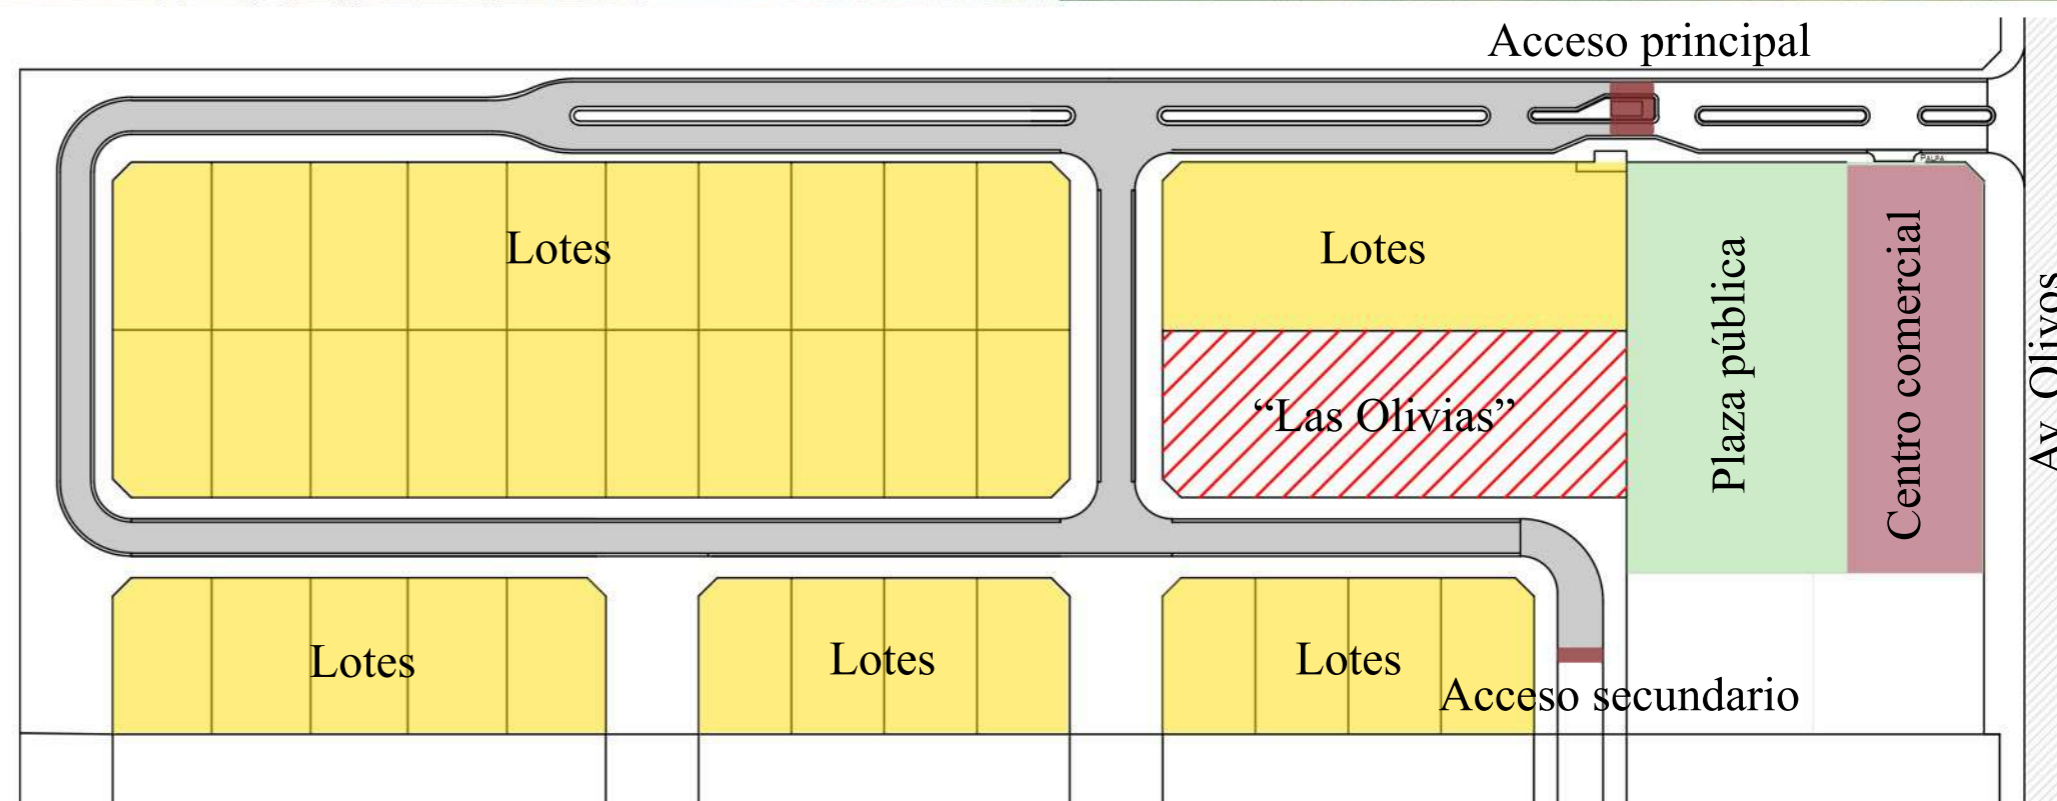 Acceso principal
Lotes
Lotes
Plaza pública
Centro comercial
Av. Olivos
“Las Olivias”
Lotes
Lotes
Lotes
Acceso secundario